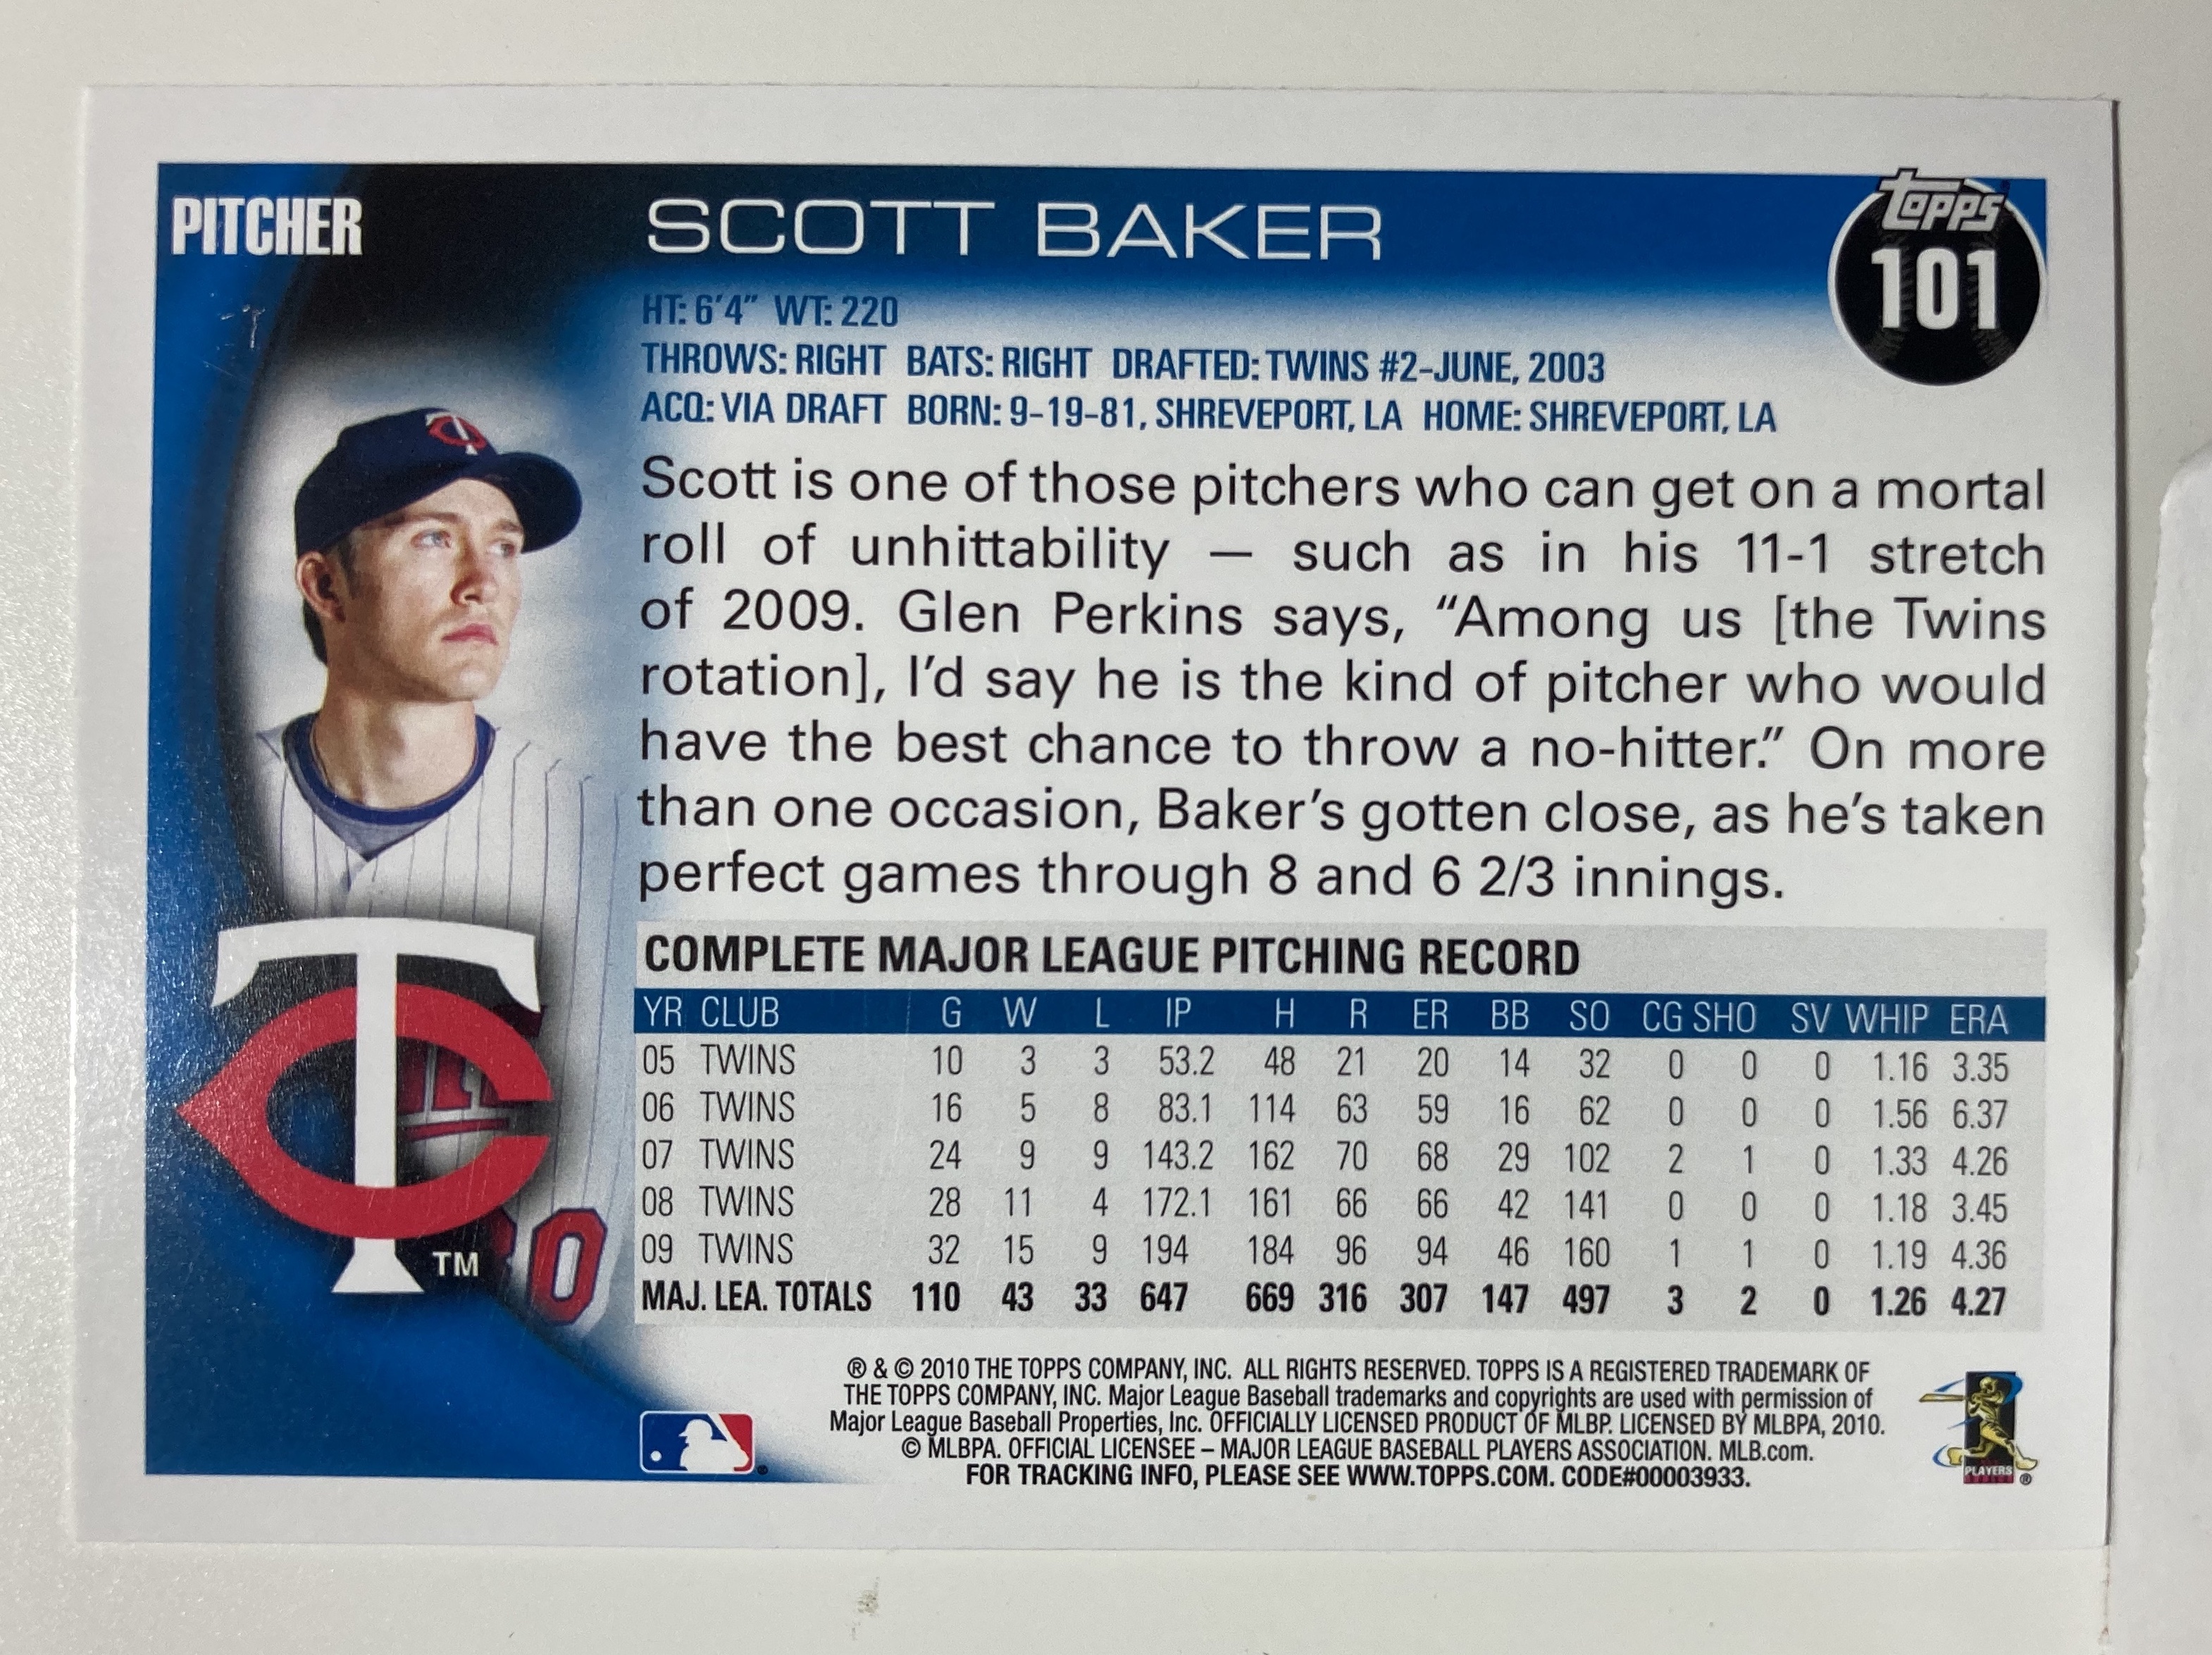 PITCHER
SCOTT BAKER
topps
101
HT: 6'4" WT: 220
THROWS: RIGHT BATS: RIGHT DRAFTED: TWINS #2-JUNE, 2003
ACQ: VIA DRAFT BORN: 9-19-81, SHREVEPORT, LA HOME: SHREVEPORT, LA
Scott is one of those pitchers who can get on a mortal
roll of unhittability — such as in his 11-1 stretch
of 2009. Glen Perkins says, “Among us [the Twins
rotation], I’d say he is the kind of pitcher who would
have the best chance to throw a no-hitter.” On more
than one occasion, Baker’s gotten close, as he’s taken
perfect games through 8 and 6 2/3 innings.
TC
TM
COMPLETE MAJOR LEAGUE PITCHING RECORD
YR CLUB G W L IP H R ER BB SO CG SHO SV WHIP ERA
05 TWINS 10 3 3 53.2 48 21 20 14 32 0 0 0 1.16 3.35
06 TWINS 16 5 8 83.1 114 63 59 16 62 0 0 0 1.56 6.37
07 TWINS 24 9 9 143.2 162 70 68 29 102 2 1 0 1.33 4.26
08 TWINS 28 11 4 172.1 161 66 66 42 141 0 0 0 1.18 3.45
09 TWINS 32 15 9 194 184 96 94 46 160 1 1 0 1.19 4.36
MAJ. LEA. TOTALS 110 43 33 647 669 316 307 147 497 3 2 0 1.26 4.27
® & © 2010 THE TOPPS COMPANY, INC. ALL RIGHTS RESERVED. TOPPS IS A REGISTERED TRADEMARK OF
THE TOPPS COMPANY, INC. Major League Baseball trademarks and copyrights are used with permission of
Major League Baseball Properties, Inc. OFFICIALLY LICENSED PRODUCT OF MLBP. LICENSED BY MLBPA, 2010.
© MLBPA. OFFICIAL LICENSEE – MAJOR LEAGUE BASEBALL PLAYERS ASSOCIATION. MLB.com.
FOR TRACKING INFO, PLEASE SEE WWW.TOPPS.COM. CODE#00003933.
PLAYERS
®